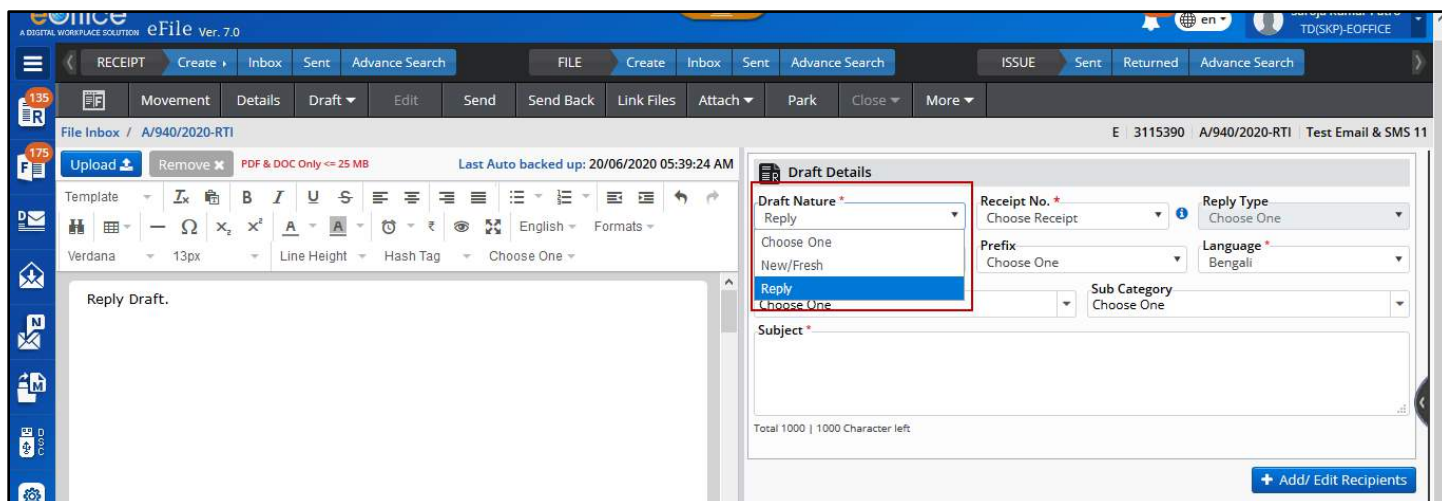 eOffice
A DIGITAL WORKPLACE SOLUTION eFile Ver. 7.0
en
TD(SKP)-EOFFICE
RECEIPT Create Inbox Sent Advance Search FILE Create Inbox Sent Advance Search ISSUE Sent Returned Advance Search
135 R
Movement Details Draft Edit Send Send Back Link Files Attach Park Close More
File Inbox / A/940/2020-RTI
E | 3115390 | A/940/2020-RTI | Test Email & SMS 11
175 F
Upload Remove PDF & DOC Only <= 25 MB Last Auto backed up: 20/06/2020 05:39:24 AM
Template
English Formats
Verdana 13px Line Height Hash Tag Choose One
Reply Draft.
D
N
M
DSC
Draft Details
Draft Nature * Receipt No. * Reply Type
Reply Choose Receipt Choose One
Choose One
New/Fresh
Reply
Prefix Language *
Choose One Bengali
Sub Category
Choose One Choose One
Subject *
Total 1000 | 1000 Character left
+ Add/ Edit Recipients